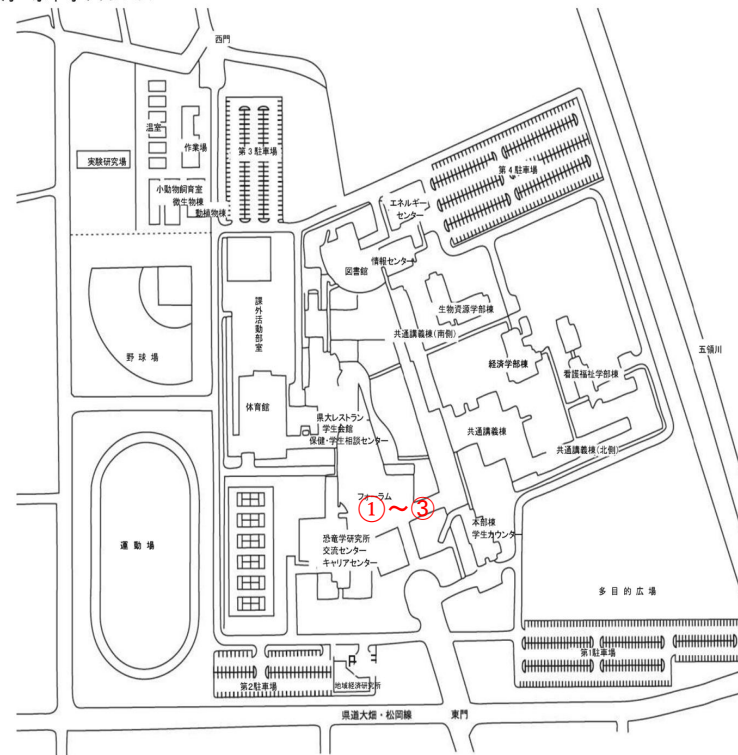 西門
温室
作業場
第3駐車場
実験研究場
第4駐車場
小動物飼育室
微生物棟
動植物棟
エネルギー
センター
情報センター
図書館
生物資源学部棟
課外活動部室
共通講義棟(南側)
五領川
野球場
経済学部棟
看護福祉学部棟
体育館
県大レストラン
学生会館
保健・学生相談センター
共通講義棟
共通講義棟(北側)
フォーラム
①～③
本部棟
学生カウンター
恐竜学研究所
交流センター
キャリアセンター
運動場
多目的広場
第1駐車場
第2駐車場
地域経済研究所
県道大畑・松岡線
東門